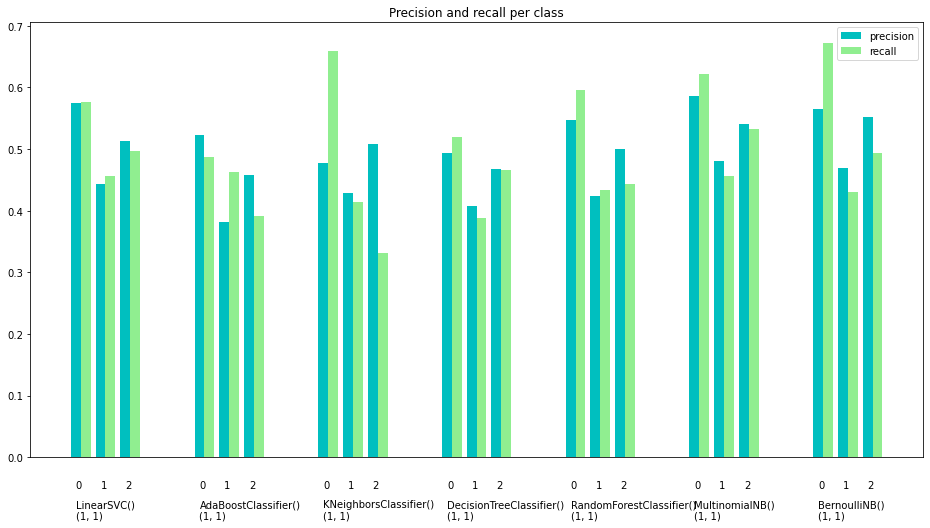 Precision and recall per class
0.7
0.6
0.5
0.4
0.3
0.2
0.1
0.0
precision
recall
0 1 2 0 1 2 0 1 2 0 1 2 0 1 2 0 1 2 0 1 2
LinearSVC() AdaBoostClassifier() KNeighborsClassifier() DecisionTreeClassifier() RandomForestClassifier() MultinomialNB() BernoulliNB()
(1, 1) (1, 1) (1, 1) (1, 1) (1, 1) (1, 1) (1, 1)